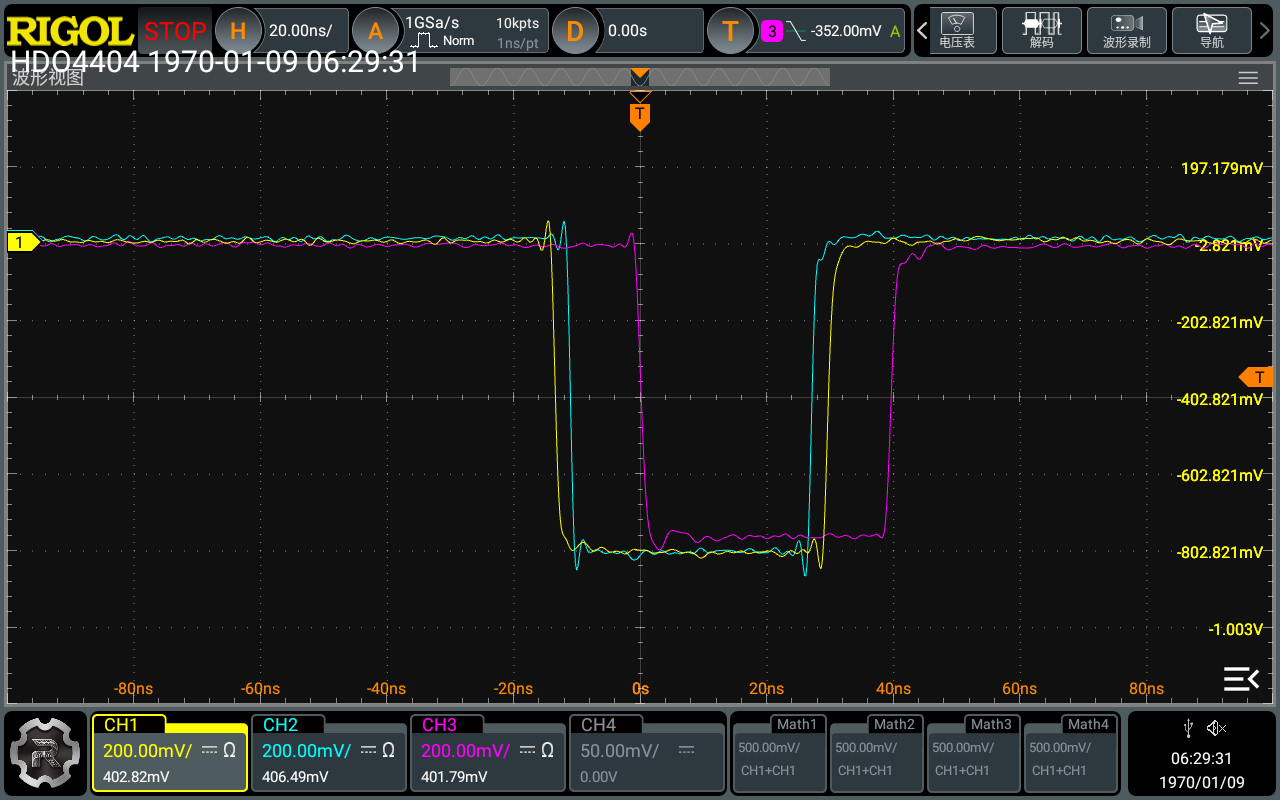 RIGOL STOP H 20.00ns/ A 1GSa/s Norm 10kpts 1ns/pt D 0.00s T 3 -352.00mV A 电压表 解码 波形录制 导航
HDO4404 1970-01-09 06:29:31
波形视图
T
197.179mV
1
-2.821mV
-202.821mV
T
-402.821mV
-602.821mV
-802.821mV
-1.003V
-80ns -60ns -40ns -20ns 0s 20ns 40ns 60ns 80ns
CH1 CH2 CH3 CH4 Math1 Math2 Math3 Math4
200.00mV/ Ω 200.00mV/ Ω 200.00mV/ Ω 50.00mV/ 500.00mV/ 500.00mV/ 500.00mV/ 500.00mV/
402.82mV 406.49mV 401.79mV 0.00V CH1+CH1 CH1+CH1 CH1+CH1 CH1+CH1
R
06:29:31
1970/01/09